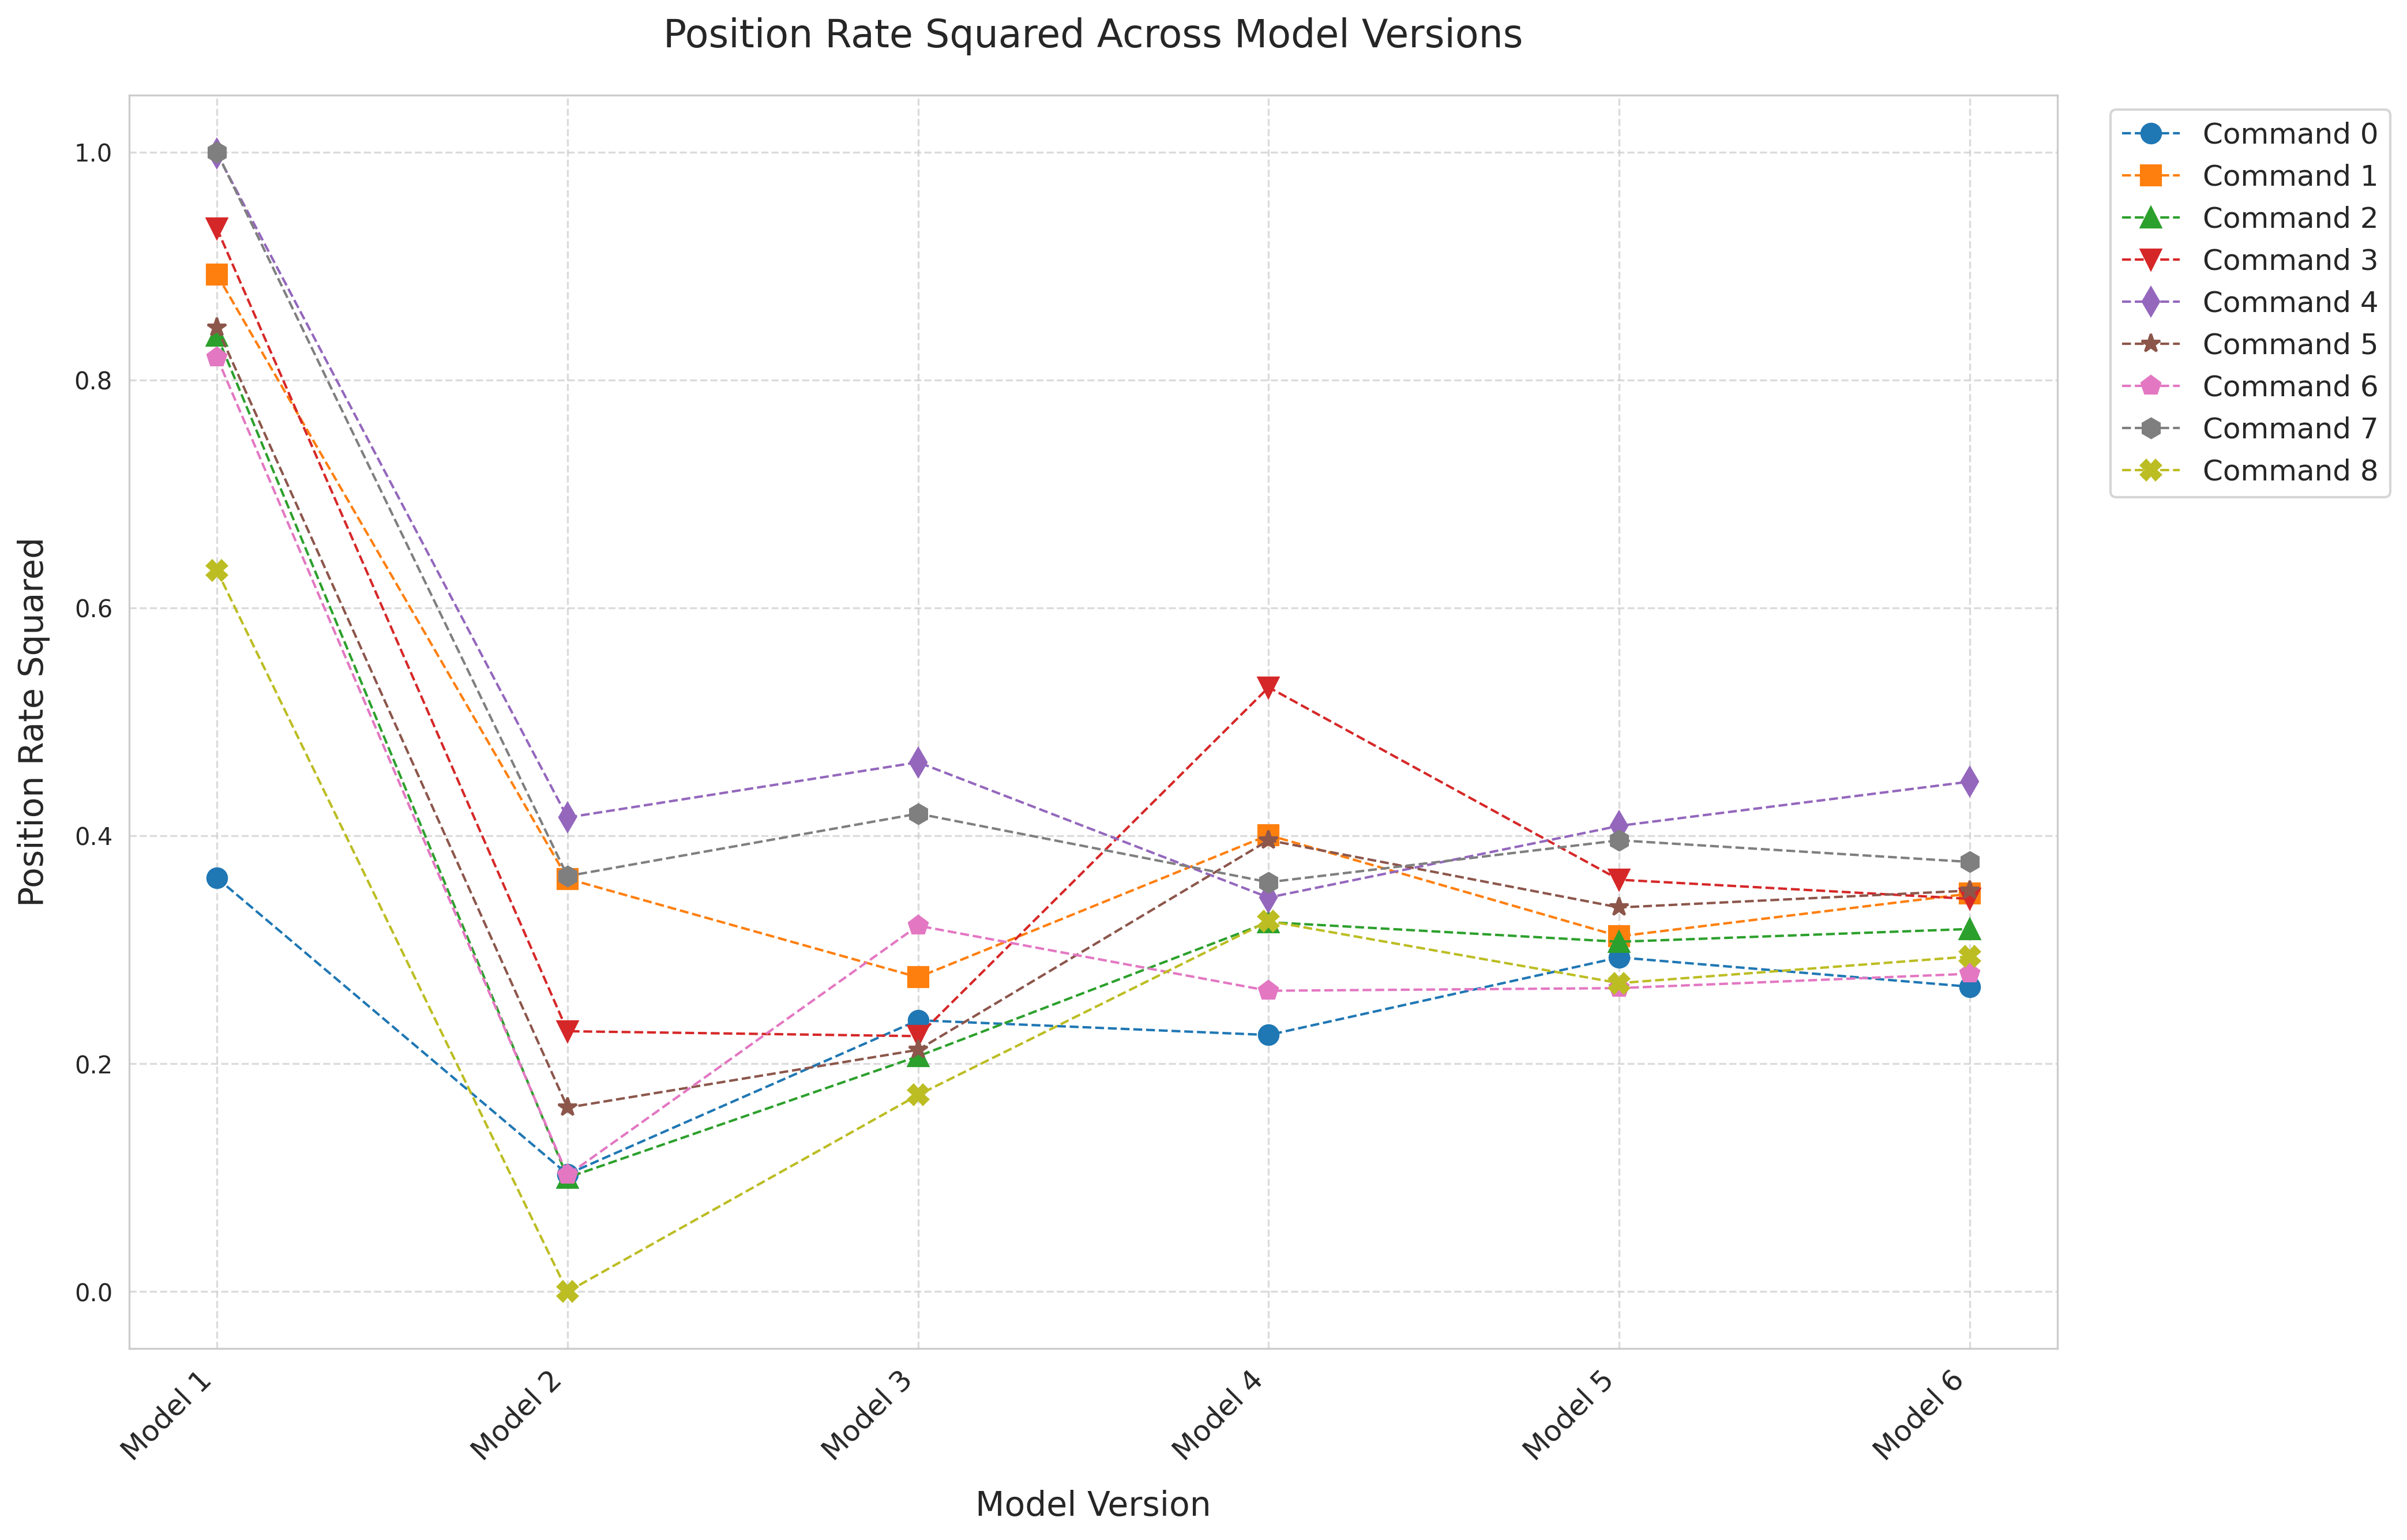 Position Rate Squared Across Model Versions
1.0
0.8
0.6
0.4
0.2
0.0
Position Rate Squared
Model 1
Model 2
Model 3
Model 4
Model 5
Model 6
Model Version
Command 0
Command 1
Command 2
Command 3
Command 4
Command 5
Command 6
Command 7
Command 8